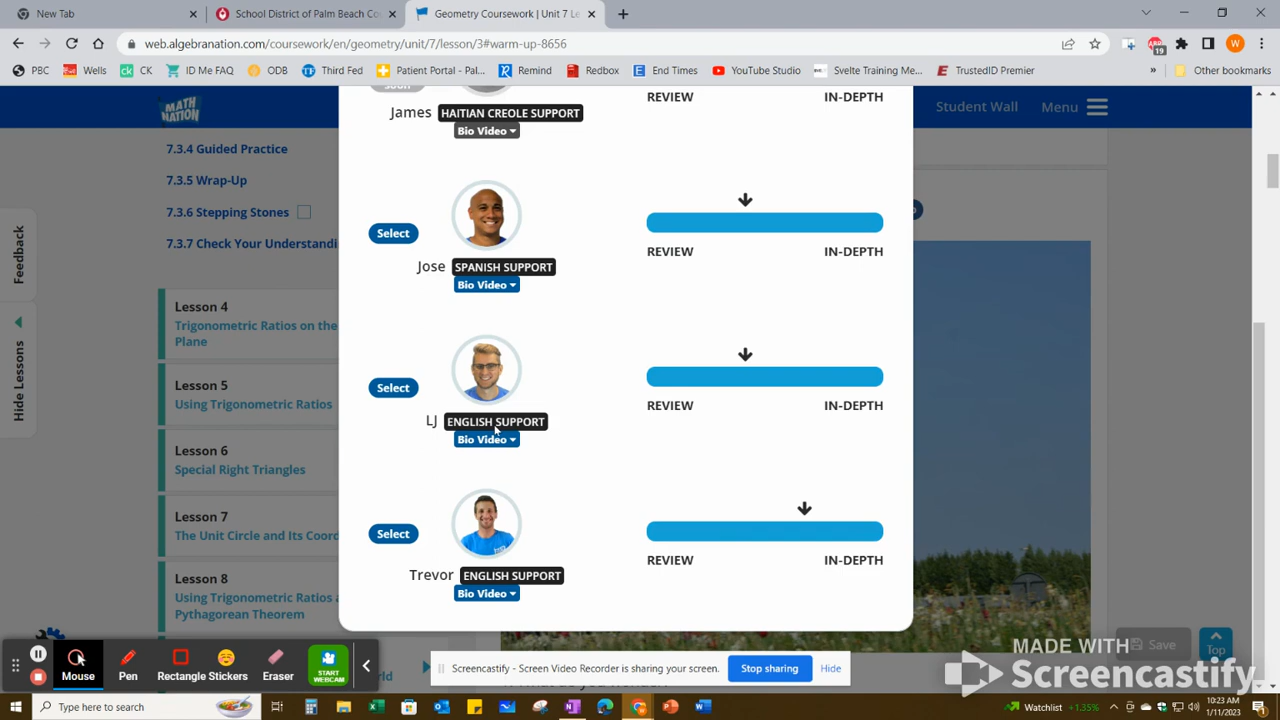 New Tab
School District of Palm Beach Co
Geometry Coursework | Unit 7 Le
web.algebranation.com/coursework/en/geometry/unit/7/lesson/3#warm-up-8656
19
W
PBC
Wells
CK
ID Me FAQ
ODB
Third Fed
Patient Portal - Pal...
Remind
Redbox
End Times
YouTube Studio
Svelte Training Me...
TrustedID Premier
Other bookmarks
MATH NATION
Student Wall
Menu
Feedback
Hide Lessons
7.3.4 Guided Practice
7.3.5 Wrap-Up
7.3.6 Stepping Stones
7.3.7 Check Your Understandi
Lesson 4
Trigonometric Ratios on the
Plane
Lesson 5
Using Trigonometric Ratios
Lesson 6
Special Right Triangles
Lesson 7
The Unit Circle and Its Coord
Lesson 8
Using Trigonometric Ratios a
Pythagorean Theorem
soon
James HAITIAN CREOLE SUPPORT
Bio Video
REVIEW IN-DEPTH
Select
Jose SPANISH SUPPORT
Bio Video
REVIEW IN-DEPTH
Select
LJ ENGLISH SUPPORT
Bio Video
REVIEW IN-DEPTH
Select
Trevor ENGLISH SUPPORT
Bio Video
REVIEW IN-DEPTH
Save
Top
Mouse
Pen
Rectangle
Stickers
Eraser
START WEBCAM
Screencastify - Screen Video Recorder is sharing your screen.
Stop sharing
Hide
MADE WITH
Screencastify
Type here to search
Watchlist +1.35%
10:23 AM
1/11/2023